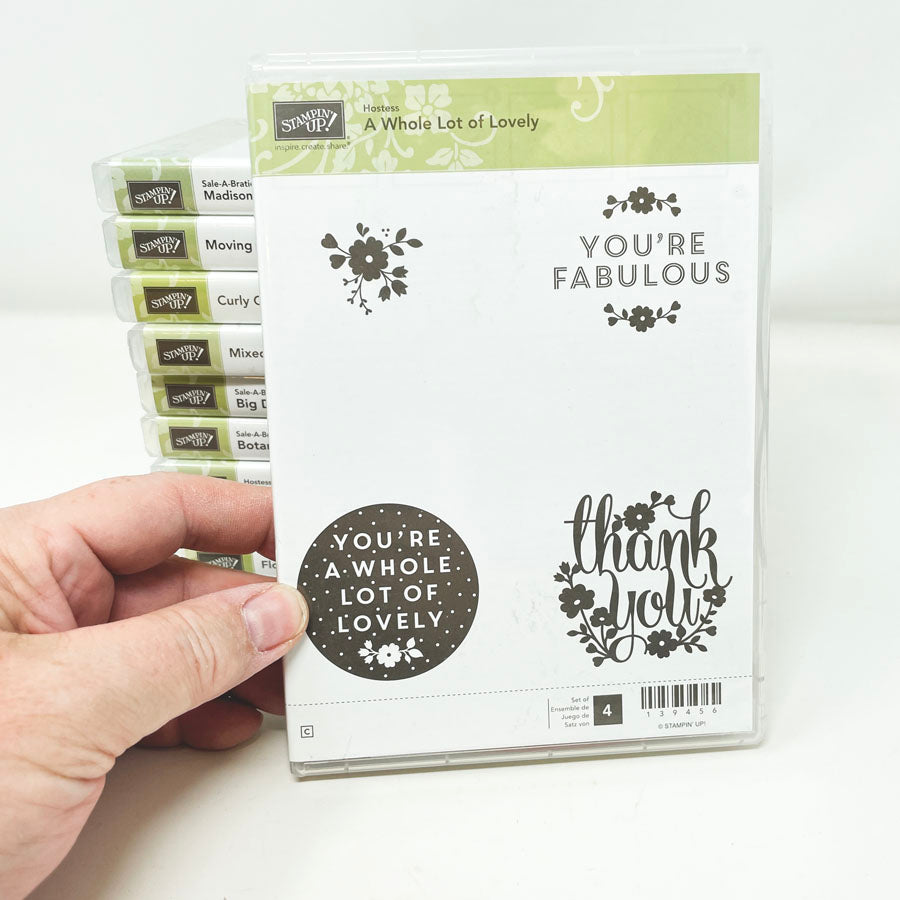 STAMPIN' UP!
inspire. create. share.®
Hostess
A Whole Lot of Lovely
YOU'RE
FABULOUS
YOU'RE
A WHOLE
LOT OF
LOVELY
thank
you
C
Set of
Ensemble de
Juego de
Satz von
4
139456
© STAMPIN' UP!
STAMPIN' UP!
Madison
STAMPIN' UP!
Moving
STAMPIN' UP!
Curly
STAMPIN' UP!
Mixed
STAMPIN' UP!
Sale-A-B
Big
STAMPIN' UP!
Sale-A-B
Bota
Hostess
Flo